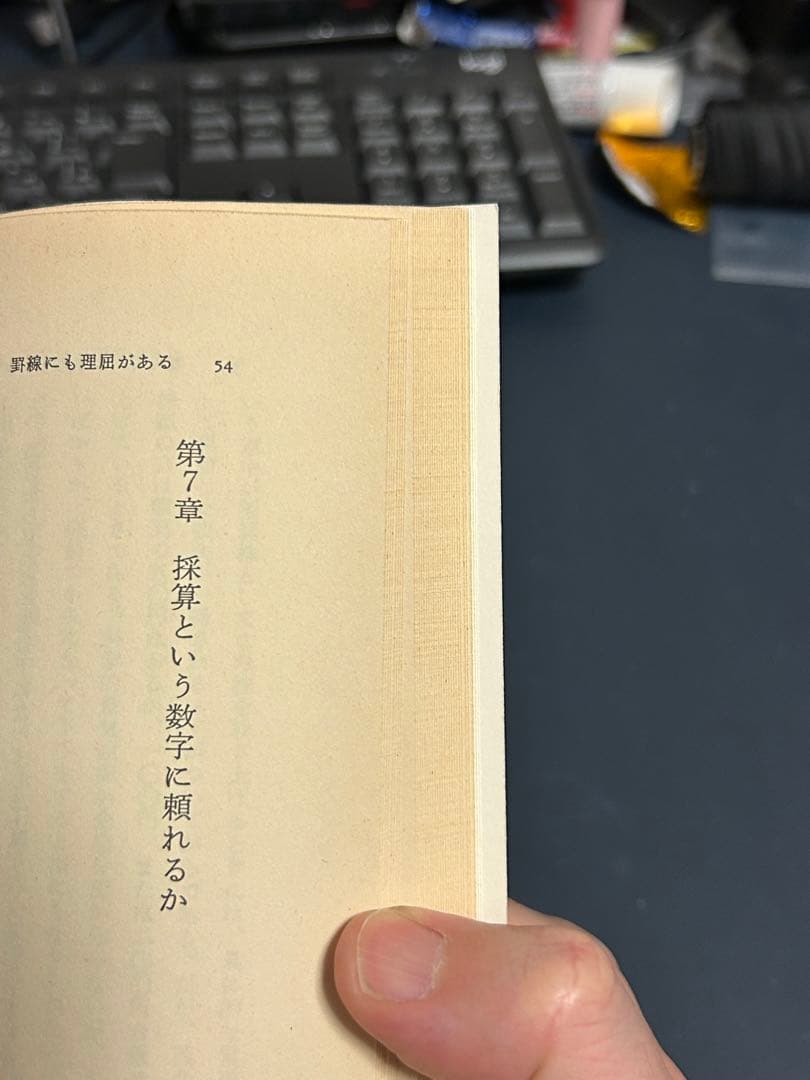 罫線にも理屈がある 54
第7章 採算という数字に頼れるか